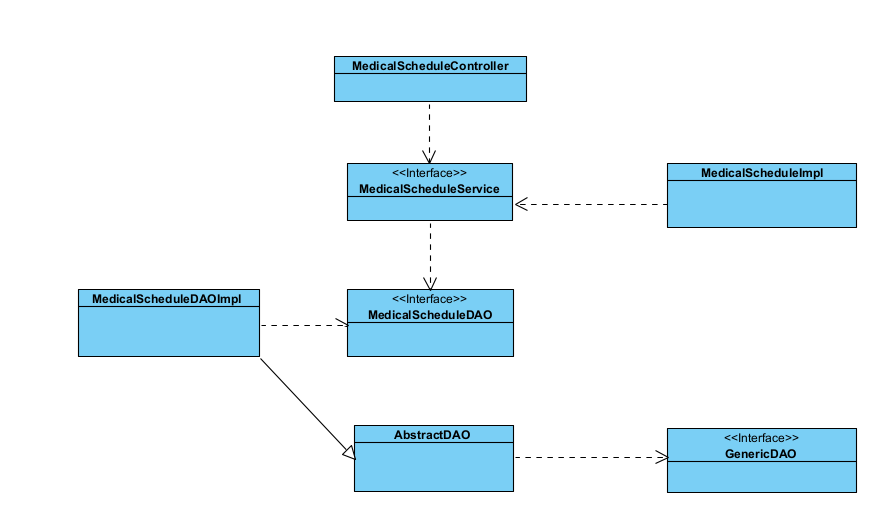 MedicalScheduleController
<<Interface>>
MedicalScheduleService
MedicalScheduleImpl
MedicalScheduleDAOImpl
<<Interface>>
MedicalScheduleDAO
AbstractDAO
<<Interface>>
GenericDAO